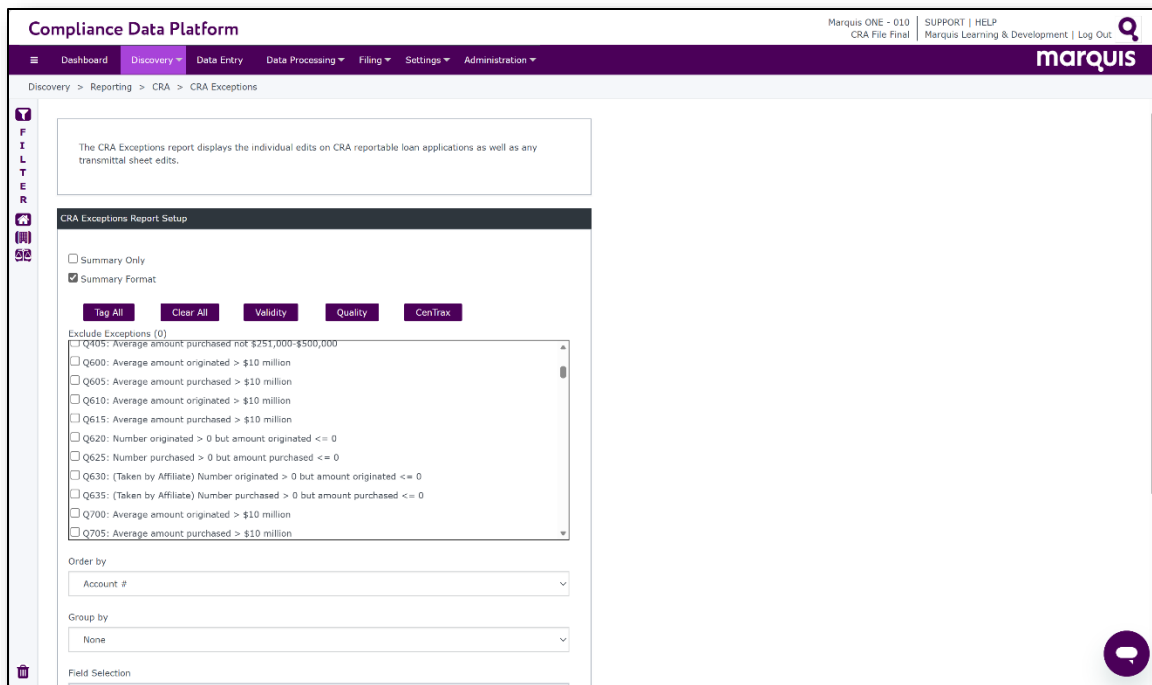 Compliance Data Platform
Marquis ONE - 010
CRA File Final
SUPPORT | HELP
Marquis Learning & Development | Log Out
Dashboard Discovery Data Entry Data Processing Filing Settings Administration
marquis
Discovery > Reporting > CRA > CRA Exceptions
F
I
L
T
E
R
The CRA Exceptions report displays the individual edits on CRA reportable loan applications as well as any
transmittal sheet edits.
CRA Exceptions Report Setup
Summary Only
Summary Format
Tag All Clear All Validity Quality CenTrax
Exclude Exceptions (0)
Q405: Average amount purchased not $251,000-$500,000
Q600: Average amount originated > $10 million
Q605: Average amount purchased > $10 million
Q610: Average amount originated > $10 million
Q615: Average amount purchased > $10 million
Q620: Number originated > 0 but amount originated <= 0
Q625: Number purchased > 0 but amount purchased <= 0
Q630: (Taken by Affiliate) Number originated > 0 but amount originated <= 0
Q635: (Taken by Affiliate) Number purchased > 0 but amount purchased <= 0
Q700: Average amount originated > $10 million
Q705: Average amount purchased > $10 million
Order by
Account #
Group by
None
Field Selection